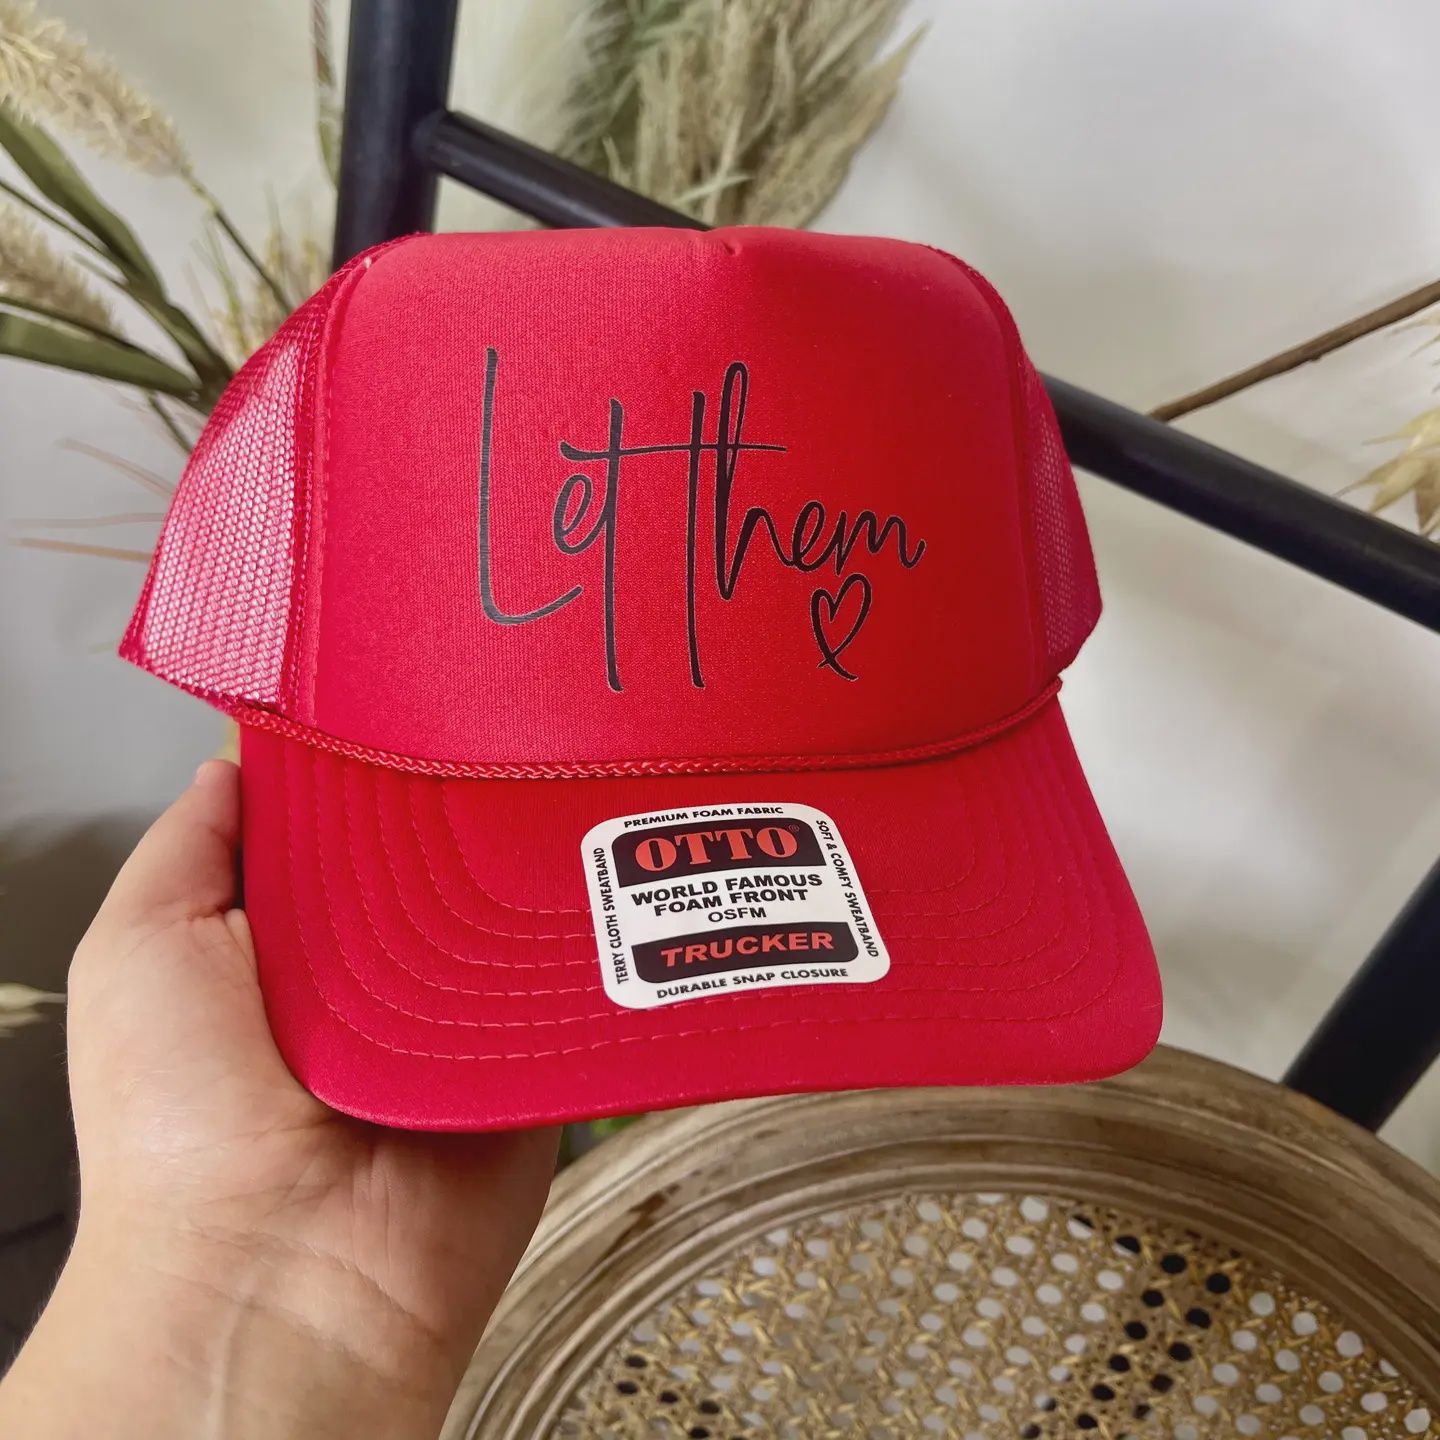 Let Them
PREMIUM FOAM FABRIC
OTTO®
WORLD FAMOUS
FOAM FRONT
OSFM
TRUCKER
DURABLE SNAP CLOSURE
TERRY CLOTH SWEATBAND
SOFT & COMFY SWEATBAND